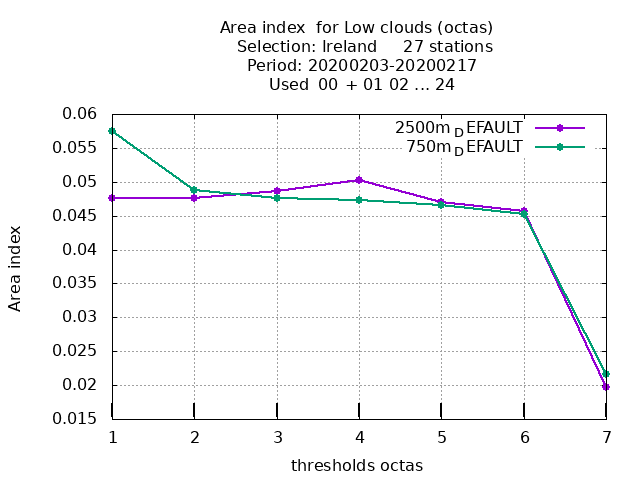 Area index  for Low clouds (octas)
Selection: Ireland     27 stations
Period: 20200203-20200217
Used  00 + 01 02 ... 24
0.06
0.055
0.05
0.045
0.04
0.035
0.03
0.025
0.02
0.015
Area index
2500m_DEFAULT
750m_DEFAULT
1 2 3 4 5 6 7
thresholds octas